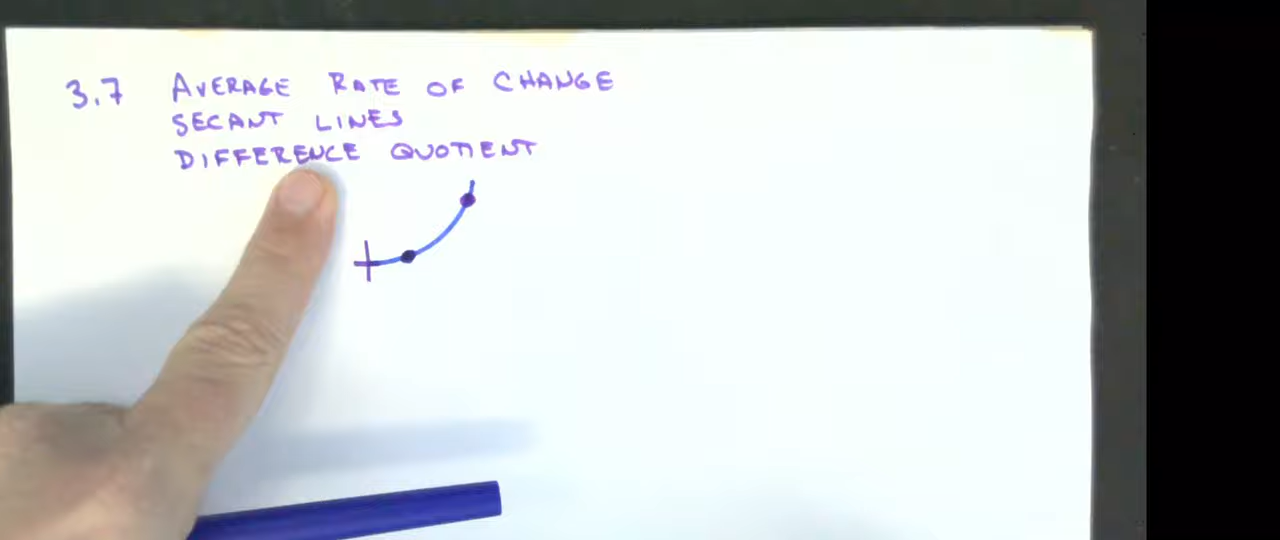 3.7 AVERAGE RATE OF CHANGE
SECANT LINES
DIFFERENCE QUOTIENT